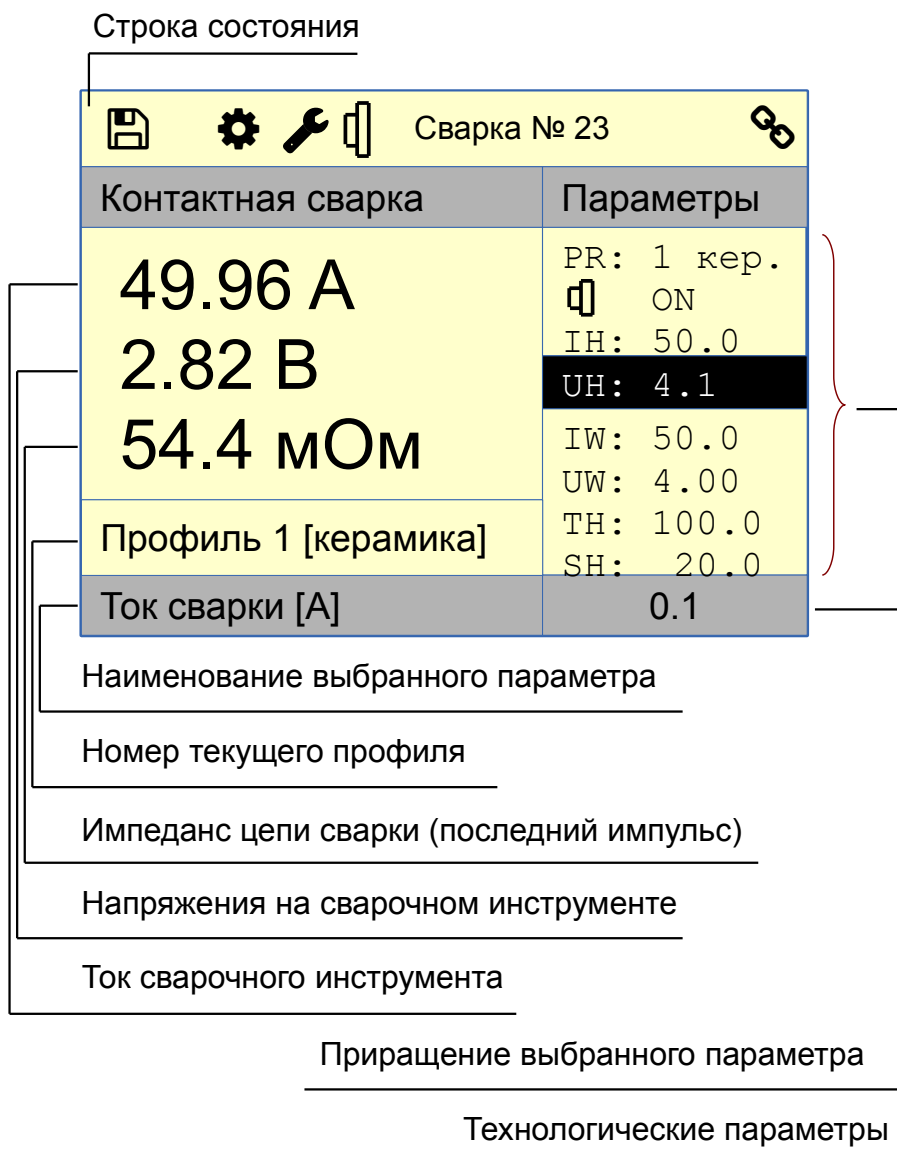 Строка состояния
Сварка № 23
Контактная сварка
Параметры
49.96 А
2.82 В
54.4 мОм
Профиль 1 [керамика]
PR: 1 кер.
ON
IH: 50.0
UH: 4.1
IW: 50.0
UW: 4.00
TH: 100.0
SH: 20.0
Ток сварки [А]
0.1
Наименование выбранного параметра
Номер текущего профиля
Импеданс цепи сварки (последний импульс)
Напряжения на сварочном инструменте
Ток сварочного инструмента
Приращение выбранного параметра
Технологические параметры